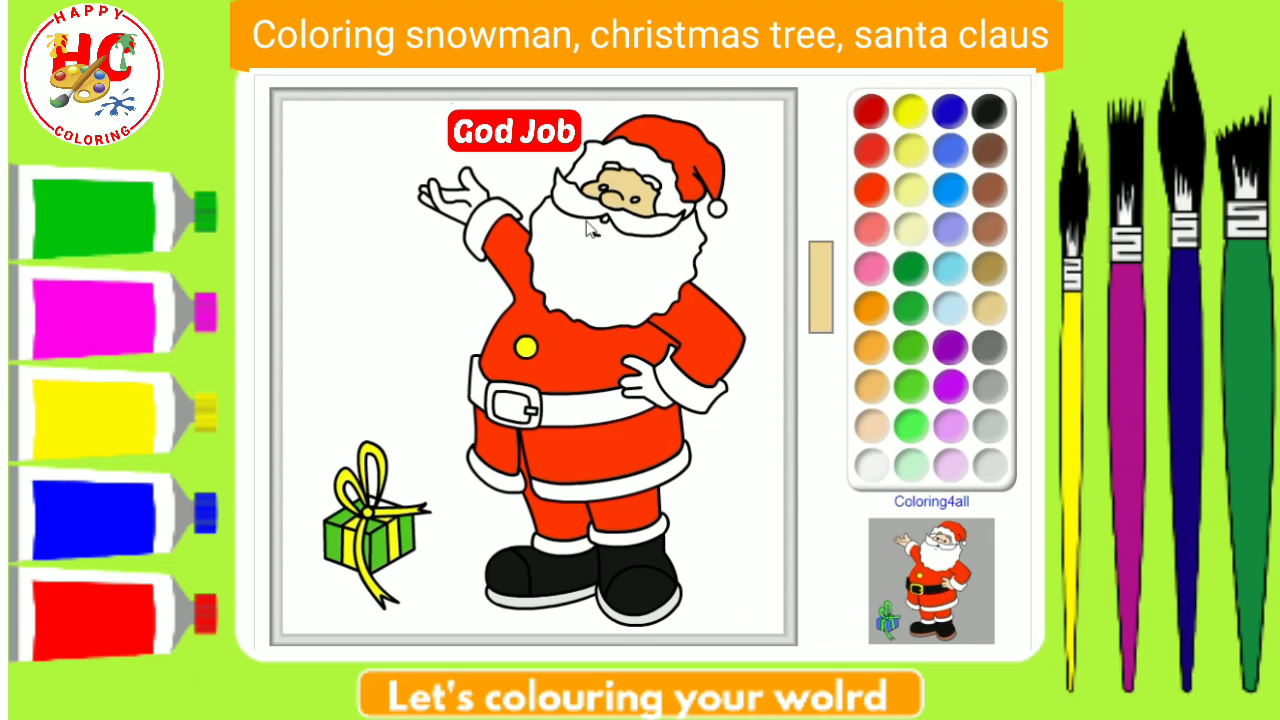 HAPPY
HC
COLORING
Coloring snowman, christmas tree, santa claus
God Job
Coloring4all
Let's colouring your wolrd